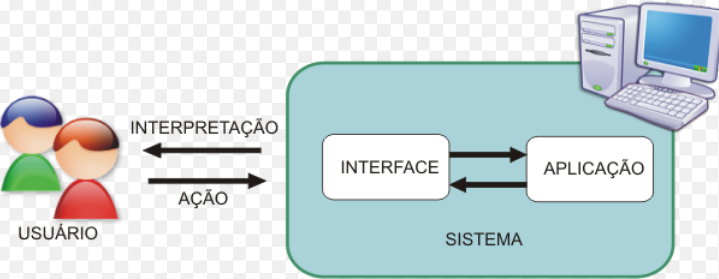 INTERPRETAÇÃO
AÇÃO
USUÁRIO
INTERFACE
APLICAÇÃO
SISTEMA